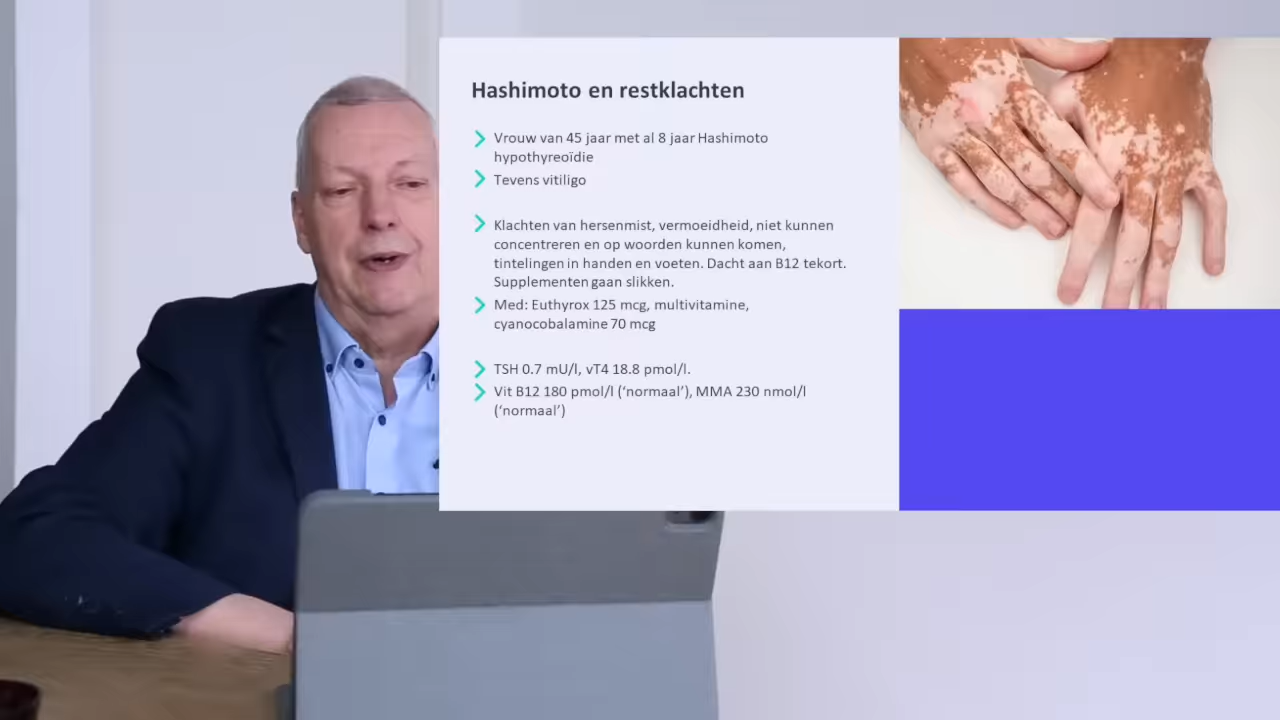 Hashimoto en restklachten
Vrouw van 45 jaar met al 8 jaar Hashimoto
hypothyreoïdie
Tevens vitiligo
Klachten van hersenmist, vermoeidheid, niet kunnen
concentreren en op woorden kunnen komen,
tintelingen in handen en voeten. Dacht aan B12 tekort.
Supplementen gaan slikken.
Med: Euthyrox 125 mcg, multivitamine,
cyanocobalamine 70 mcg
TSH 0.7 mU/l, vT4 18.8 pmol/l.
Vit B12 180 pmol/l (‘normaal’), MMA 230 nmol/l
(‘normaal’)